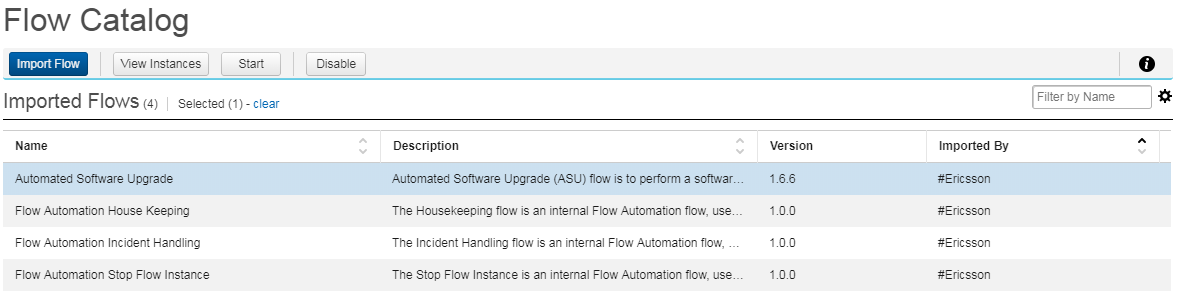 Flow Catalog
Import Flow View Instances Start Disable
Imported Flows (4) Selected (1) - clear Filter by Name
Name Description Version Imported By
Automated Software Upgrade Automated Software Upgrade (ASU) flow is to perform a softwar... 1.6.6 #Ericsson
Flow Automation House Keeping The Housekeeping flow is an internal Flow Automation flow, use... 1.0.0 #Ericsson
Flow Automation Incident Handling The Incident Handling flow is an internal Flow Automation flow, ... 1.0.0 #Ericsson
Flow Automation Stop Flow Instance The Stop Flow Instance is an internal Flow Automation flow, use... 1.0.0 #Ericsson